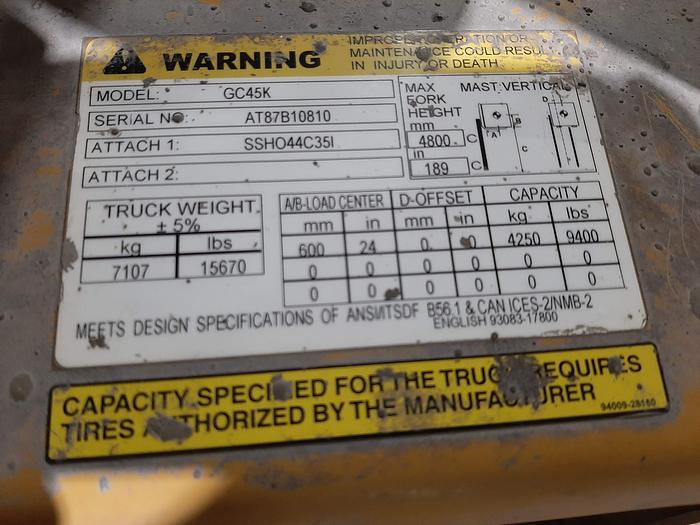 WARNING
IMPROPER OPERATION OR
MAINTENANCE COULD RESULT
IN INJURY OR DEATH
MODEL: GC45K
SERIAL NO: AT87B10810
ATTACH 1: SSHO44C35I
ATTACH 2:
MAX
FORK
HEIGHT
mm
4800 C
in
189 C
MAST:VERTICAL
D
A
B
C
TRUCK WEIGHT
± 5%
kg lbs
7107 15670
A/B-LOAD CENTER D-OFFSET CAPACITY
mm in mm in kg lbs
600 24 0 0 4250 9400
0 0 0 0 0 0
0 0 0 0 0 0
MEETS DESIGN SPECIFICATIONS OF ANSI/ITSDF B56.1 & CAN ICES-2/NMB-2
ENGLISH 93083-17800
CAPACITY SPECIFIED FOR THE TRUCK REQUIRES
TIRES AUTHORIZED BY THE MANUFACTURER
94009-28160